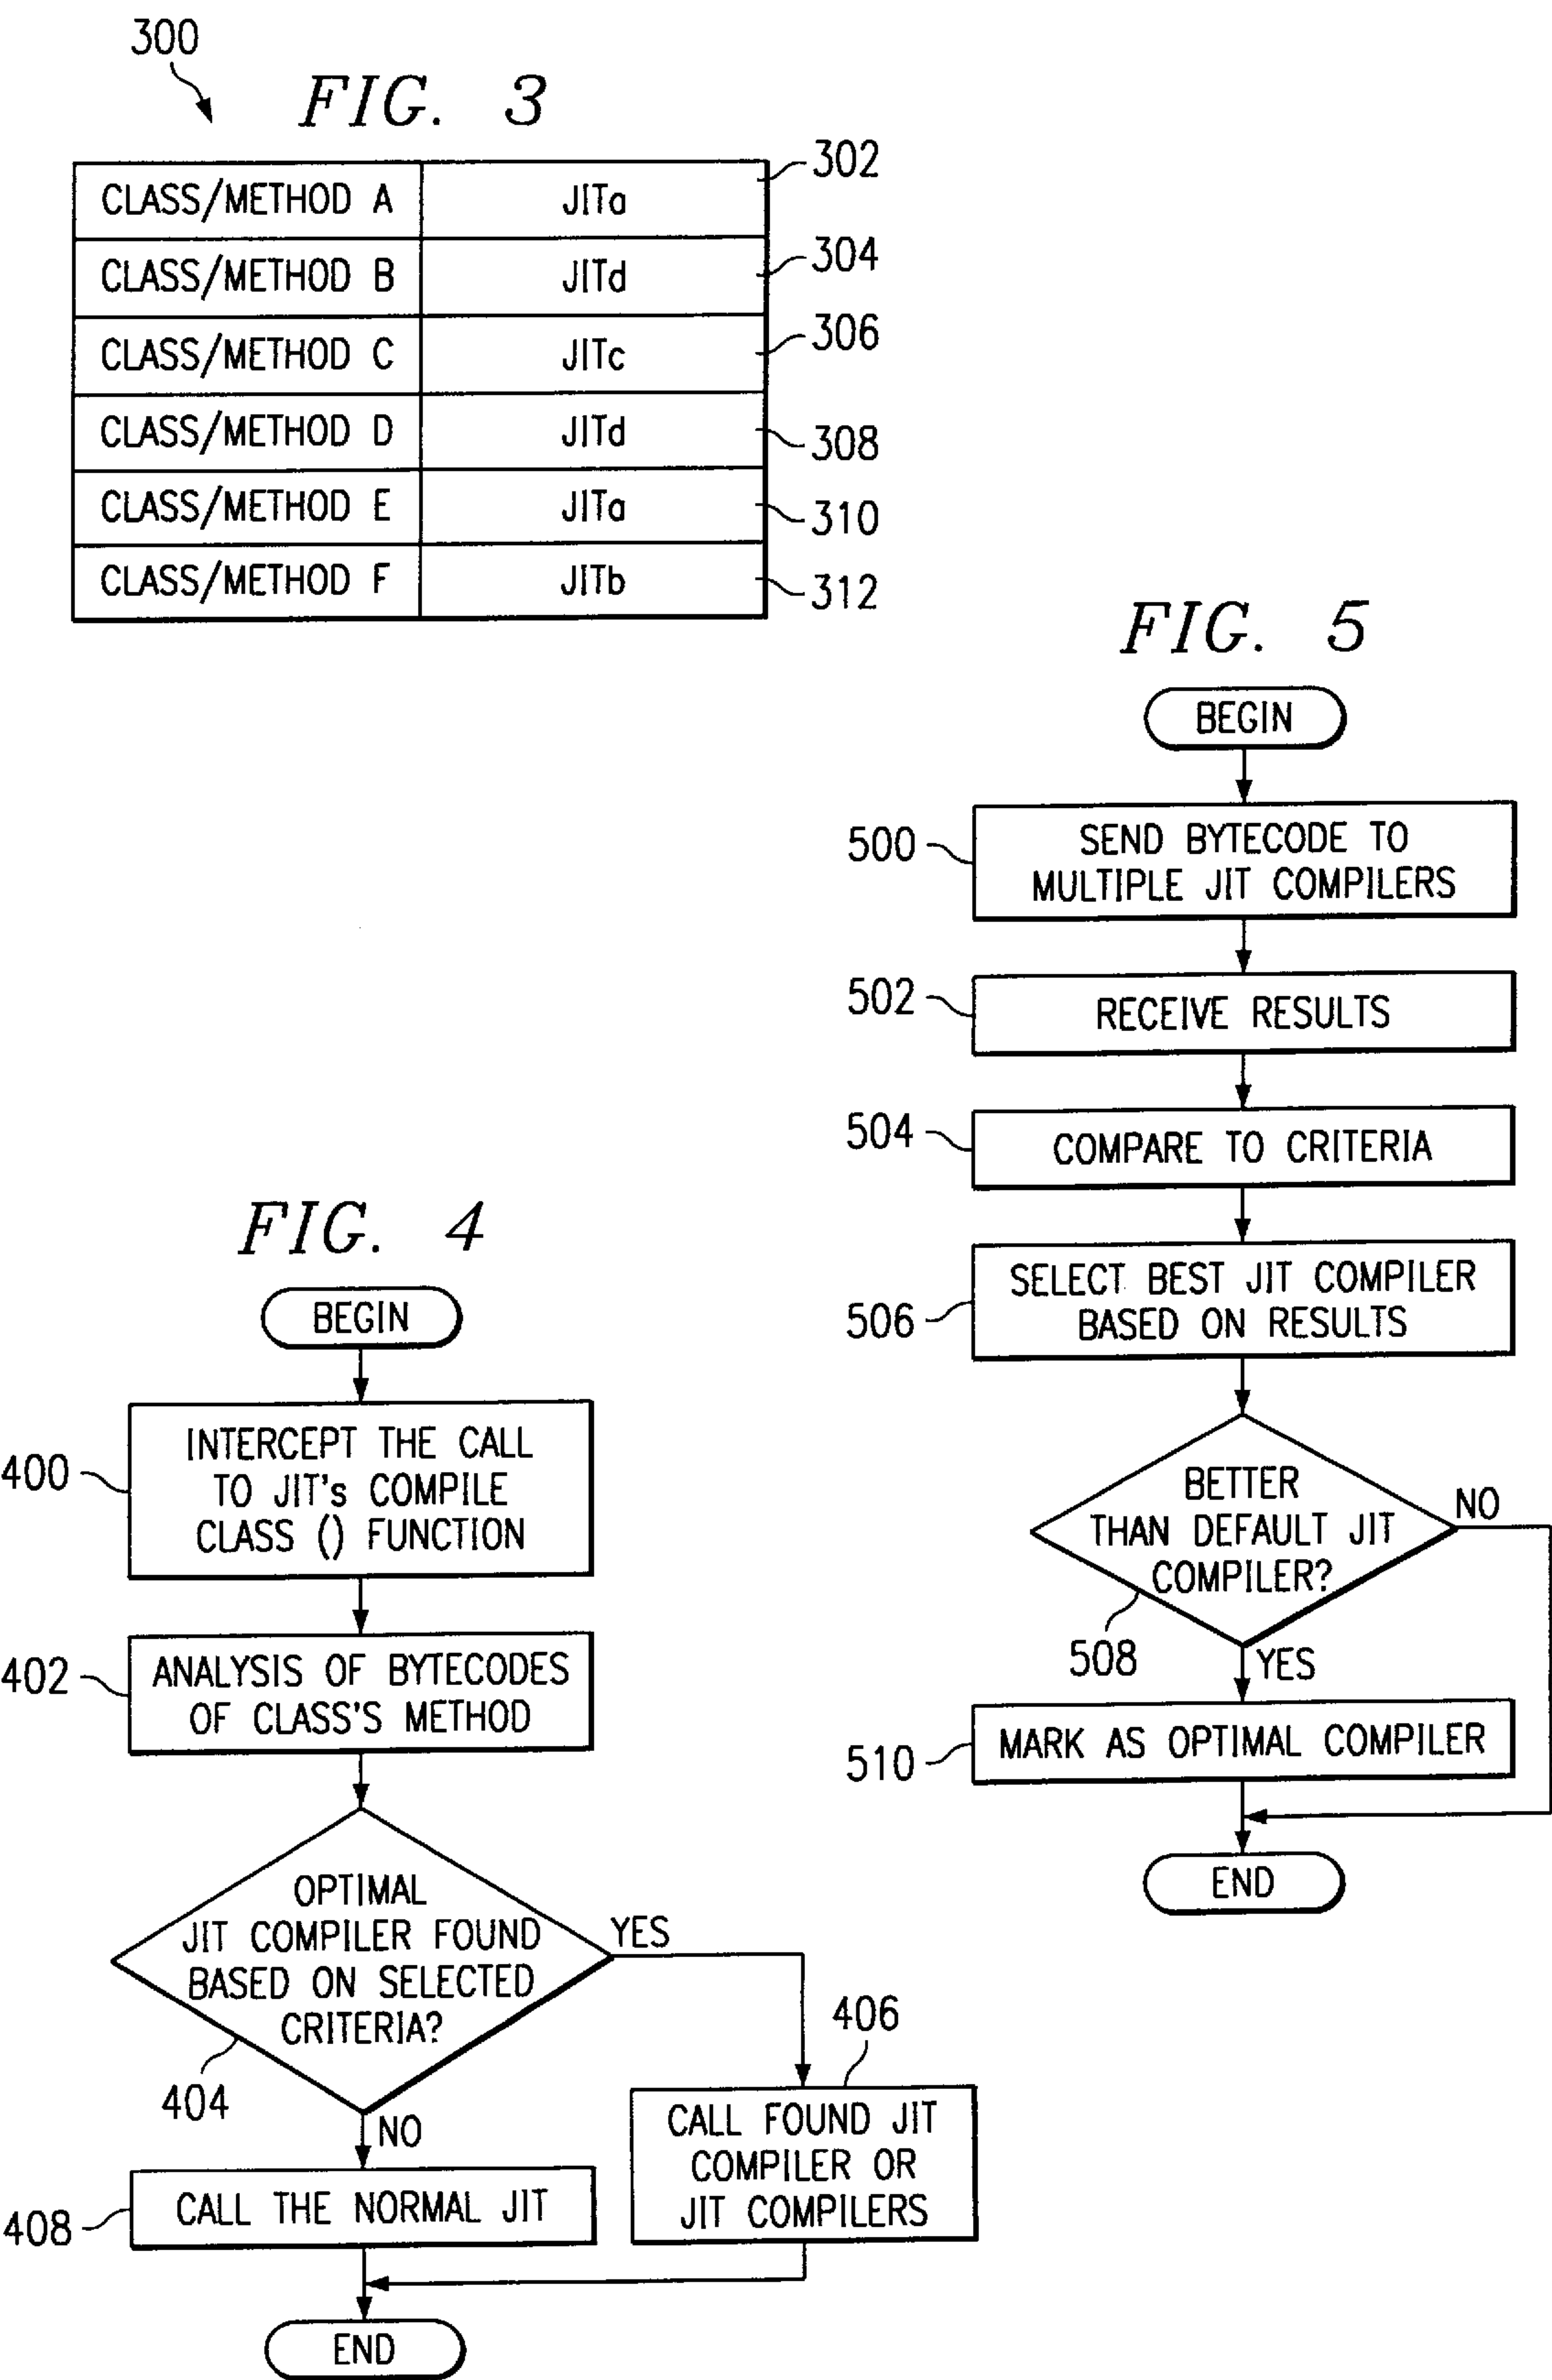 300
FIG. 3
CLASS/METHOD A JITa 302
CLASS/METHOD B JITd 304
CLASS/METHOD C JITc 306
CLASS/METHOD D JITd 308
CLASS/METHOD E JITa 310
CLASS/METHOD F JITb 312
FIG. 4
BEGIN
400
INTERCEPT THE CALL
TO JIT's COMPILE
CLASS () FUNCTION
402
ANALYSIS OF BYTECODES
OF CLASS'S METHOD
OPTIMAL
JIT COMPILER FOUND
BASED ON SELECTED
CRITERIA?
404
YES
406
CALL FOUND JIT
COMPILER OR
JIT COMPILERS
NO
408
CALL THE NORMAL JIT
END
FIG. 5
BEGIN
500
SEND BYTECODE TO
MULTIPLE JIT COMPILERS
502
RECEIVE RESULTS
504
COMPARE TO CRITERIA
506
SELECT BEST JIT COMPILER
BASED ON RESULTS
BETTER
THAN DEFAULT JIT
COMPILER?
508
NO
YES
510
MARK AS OPTIMAL COMPILER
END